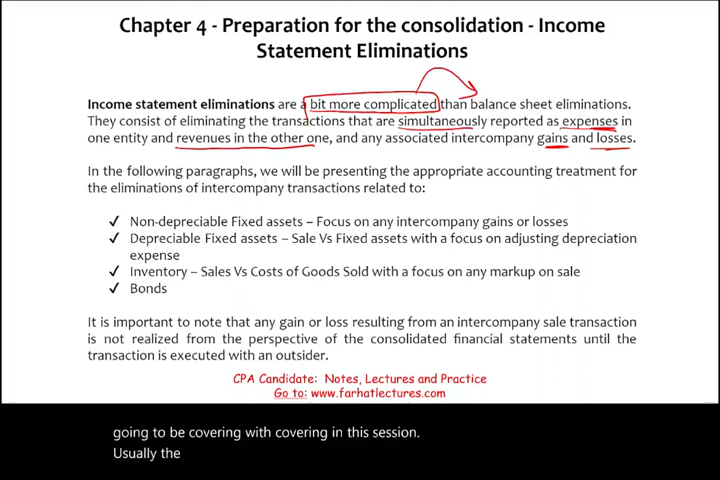 Chapter 4 - Preparation for the consolidation - Income
Statement Eliminations
Income statement eliminations are a bit more complicated than balance sheet eliminations.
They consist of eliminating the transactions that are simultaneously reported as expenses in
one entity and revenues in the other one, and any associated intercompany gains and losses.
In the following paragraphs, we will be presenting the appropriate accounting treatment for
the eliminations of intercompany transactions related to:
✓ Non-depreciable Fixed assets – Focus on any intercompany gains or losses
✓ Depreciable Fixed assets – Sale Vs Fixed assets with a focus on adjusting depreciation
expense
✓ Inventory – Sales Vs Costs of Goods Sold with a focus on any markup on sale
✓ Bonds
It is important to note that any gain or loss resulting from an intercompany sale transaction
is not realized from the perspective of the consolidated financial statements until the
transaction is executed with an outsider.
CPA Candidate: Notes, Lectures and Practice
Go to: www.farhatlectures.com
going to be covering with covering in this session.
Usually the